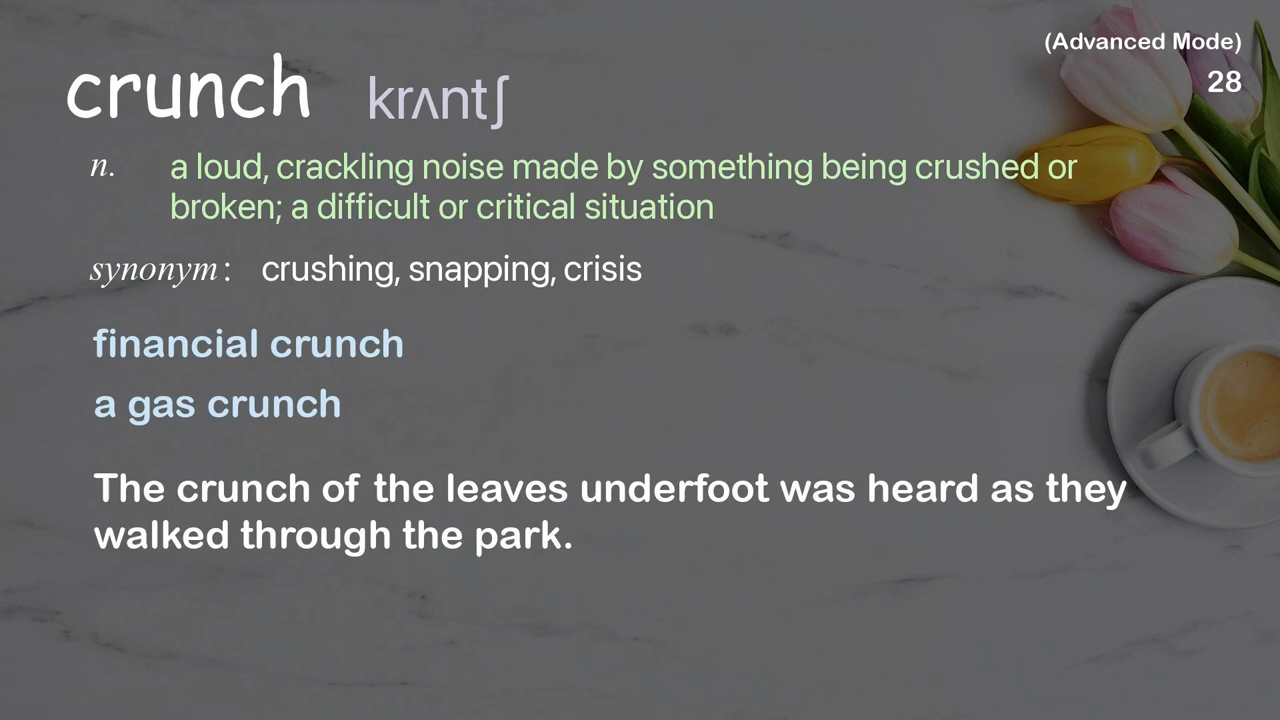 (Advanced Mode)
28
crunch krʌntʃ
n. a loud, crackling noise made by something being crushed or
broken; a difficult or critical situation
synonym: crushing, snapping, crisis
financial crunch
a gas crunch
The crunch of the leaves underfoot was heard as they
walked through the park.